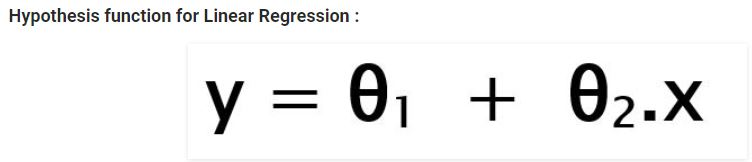 Hypothesis function for Linear Regression :
y = θ₁ + θ₂.x